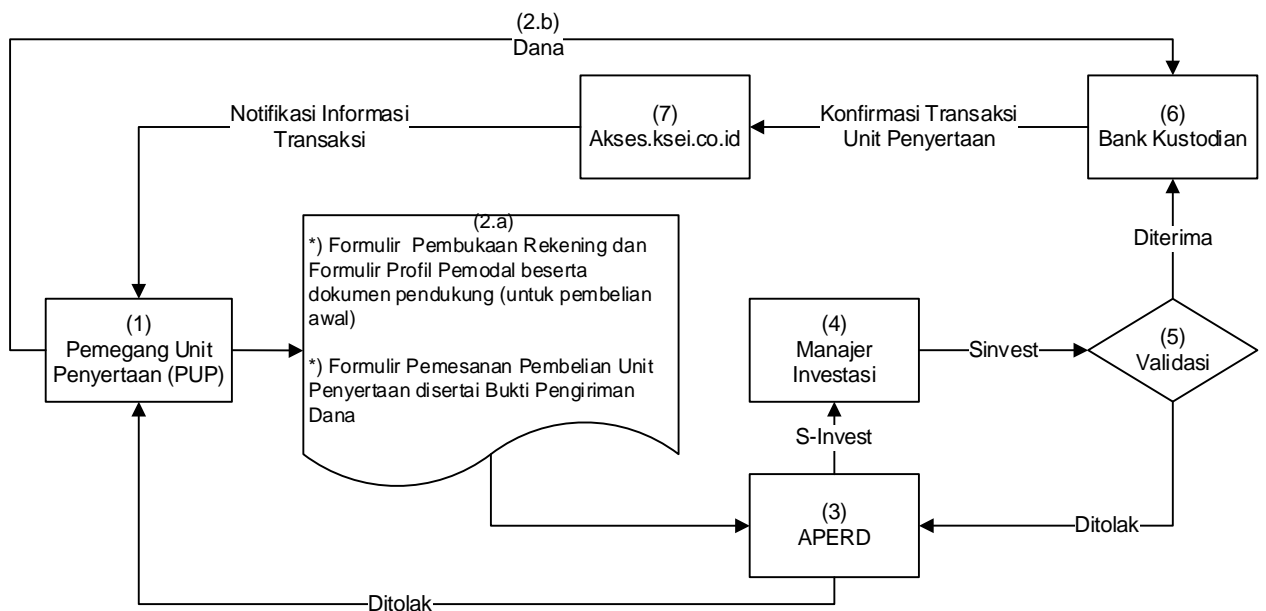 (2.b)
Dana
Notifikasi Informasi
Transaksi
(7)
Akses.ksei.co.id
Konfirmasi Transaksi
Unit Penyertaan
(6)
Bank Kustodian
(2.a)
*) Formulir Pembukaan Rekening dan
Formulir Profil Pemodal beserta
dokumen pendukung (untuk pembelian
awal)
*) Formulir Pemesanan Pembelian Unit
Penyertaan disertai Bukti Pengiriman
Dana
Diterima
(1)
Pemegang Unit
Penyertaan (PUP)
(4)
Manajer
Investasi
Sinvest
(5)
Validasi
S-Invest
(3)
APERD
Ditolak
Ditolak